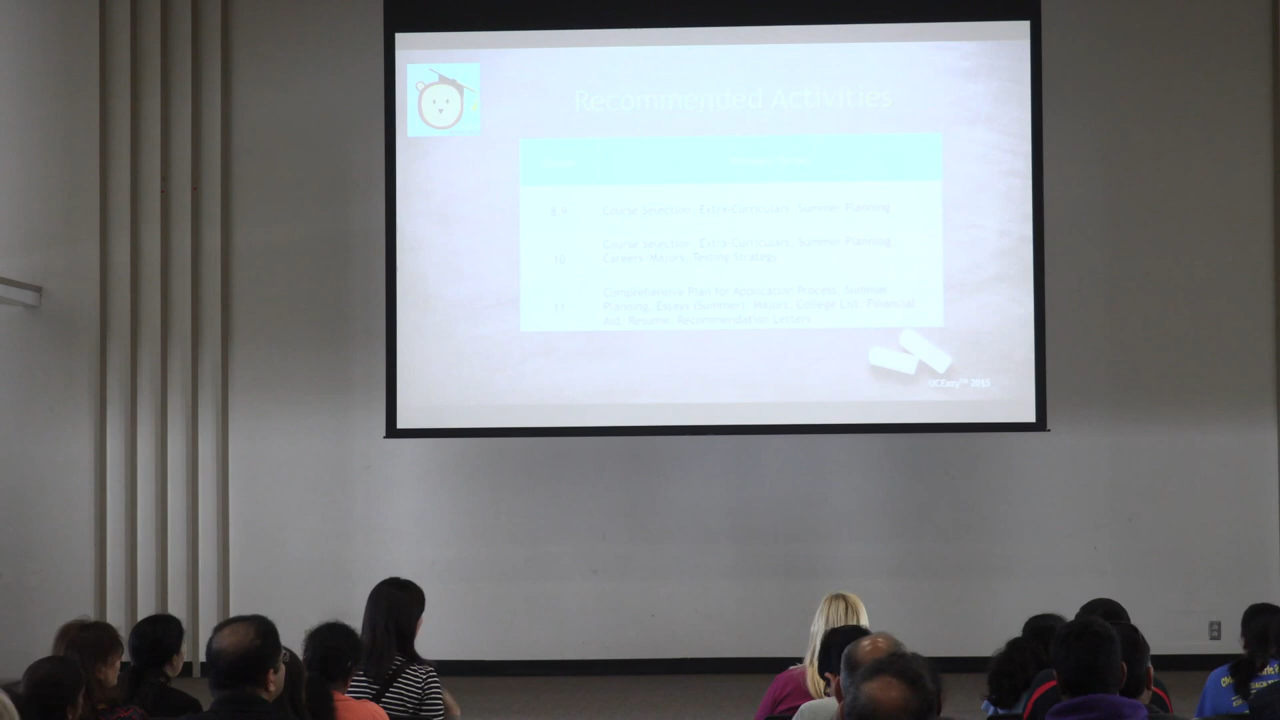 Recommended Activities
8 9
Course Selection, Extra Curriculars, Summer Planning
10
Course Selection, Extra Curriculars, Summer Planning,
Careers, Majors, Testing Strategy
11
Comprehensive Plan for Application Process, Summer
Planning, Essays (Summer), Majors, College List, Financial
Aid, Resume, Recommendation Letters
UCEazy™ 2015